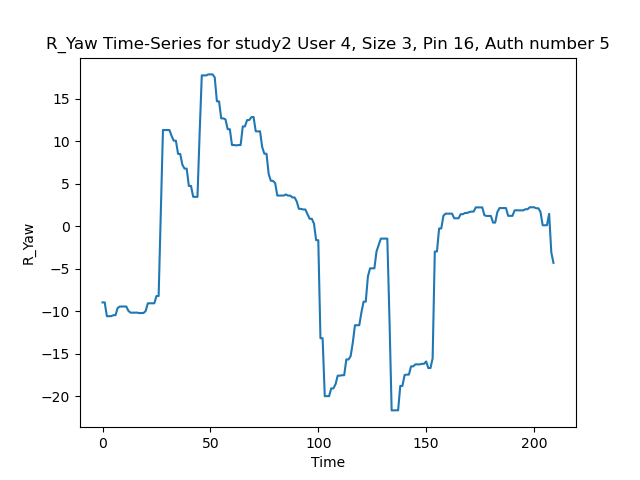 R_Yaw Time-Series for study2 User 4, Size 3, Pin 16, Auth number 5
15
10
5
0
−5
−10
−15
−20
R_Yaw
0 50 100 150 200
Time